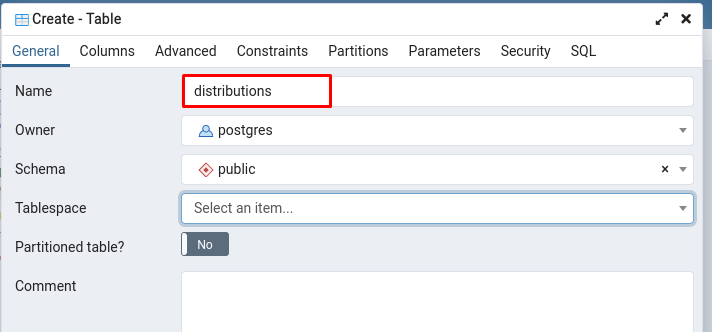 Create - Table
General Columns Advanced Constraints Partitions Parameters Security SQL
Name distributions
Owner postgres
Schema public
Tablespace Select an item...
Partitioned table? No
Comment